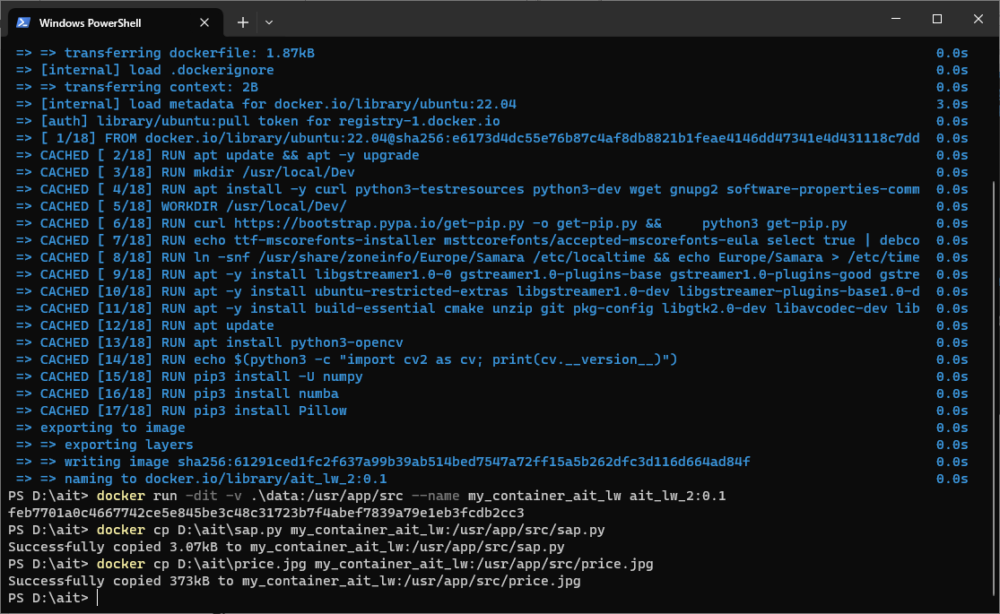 Windows PowerShell
=> => transferring dockerfile: 1.87kB 0.0s
=> [internal] load .dockerignore 0.0s
=> => transferring context: 2B 0.0s
=> [internal] load metadata for docker.io/library/ubuntu:22.04 3.0s
=> [auth] library/ubuntu:pull token for registry-1.docker.io 0.0s
=> [ 1/18] FROM docker.io/library/ubuntu:22.04@sha256:e6173d4dc55e76b87c4af8db8821b1feae4146dd47341e4d431118c7dd 0.0s
=> CACHED [ 2/18] RUN apt update && apt -y upgrade 0.0s
=> CACHED [ 3/18] RUN mkdir /usr/local/Dev 0.0s
=> CACHED [ 4/18] RUN apt install -y curl python3-testresources python3-dev wget gnupg2 software-properties-comm 0.0s
=> CACHED [ 5/18] WORKDIR /usr/local/Dev/ 0.0s
=> CACHED [ 6/18] RUN curl https://bootstrap.pypa.io/get-pip.py -o get-pip.py &&     python3 get-pip.py 0.0s
=> CACHED [ 7/18] RUN echo ttf-mscorefonts-installer msttcorefonts/accepted-mscorefonts-eula select true | debco 0.0s
=> CACHED [ 8/18] RUN ln -snf /usr/share/zoneinfo/Europe/Samara /etc/localtime && echo Europe/Samara > /etc/time 0.0s
=> CACHED [ 9/18] RUN apt -y install libgstreamer1.0-0 gstreamer1.0-plugins-base gstreamer1.0-plugins-good gstre 0.0s
=> CACHED [10/18] RUN apt -y install ubuntu-restricted-extras libgstreamer1.0-dev libgstreamer-plugins-base1.0-d 0.0s
=> CACHED [11/18] RUN apt -y install build-essential cmake unzip git pkg-config libgtk2.0-dev libavcodec-dev lib 0.0s
=> CACHED [12/18] RUN apt update 0.0s
=> CACHED [13/18] RUN apt install python3-opencv 0.0s
=> CACHED [14/18] RUN echo $(python3 -c "import cv2 as cv; print(cv.__version__)") 0.0s
=> CACHED [15/18] RUN pip3 install -U numpy 0.0s
=> CACHED [16/18] RUN pip3 install numba 0.0s
=> CACHED [17/18] RUN pip3 install Pillow 0.0s
=> exporting to image 0.0s
=> => exporting layers 0.0s
=> => writing image sha256:61291ced1fc2f637a99b39ab514bed7547a72ff15a5b262dfc3d116d664ad84f 0.0s
=> => naming to docker.io/library/ait_lw_2:0.1 0.0s
PS D:\ait> docker run -dit -v .\data:/usr/app/src --name my_container_ait_lw ait_lw_2:0.1
feb7701a0c4667742ce5e845be3c48c31723b7f4abef7839a79e1eb3fcdb2cc3
PS D:\ait> docker cp D:\ait\sap.py my_container_ait_lw:/usr/app/src/sap.py
Successfully copied 3.07kB to my_container_ait_lw:/usr/app/src/sap.py
PS D:\ait> docker cp D:\ait\price.jpg my_container_ait_lw:/usr/app/src/price.jpg
Successfully copied 373kB to my_container_ait_lw:/usr/app/src/price.jpg
PS D:\ait>